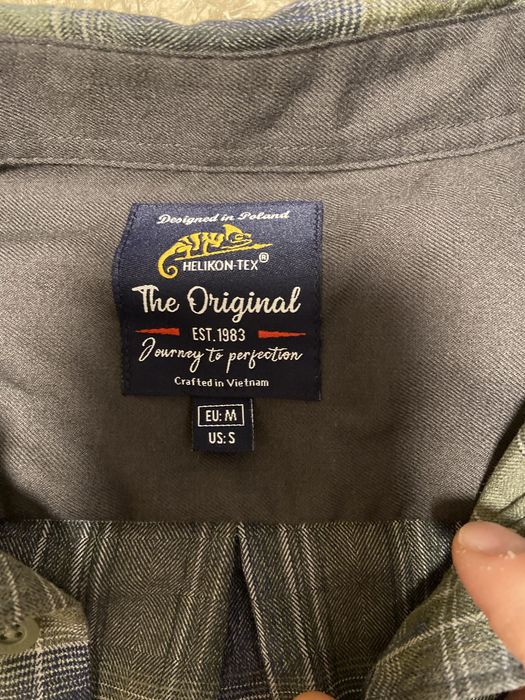 Designed in Poland
HELIKON-TEX®
The Original
EST. 1983
Journey to perfection
Crafted in Vietnam
EU: M
US: S